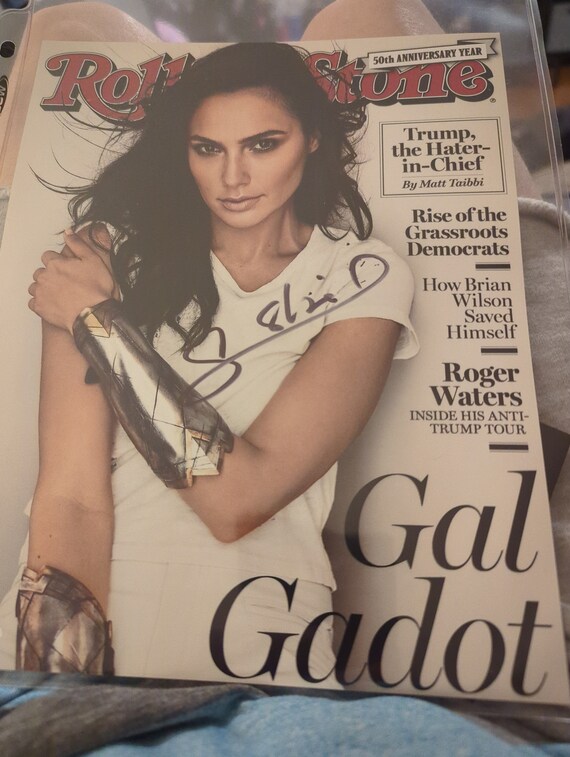 Rolling Stone
50th ANNIVERSARY YEAR
Trump,
the Hater-
in-Chief
By Matt Taibbi
Rise of the
Grassroots
Democrats
How Brian
Wilson
Saved
Himself
Roger
Waters
INSIDE HIS ANTI-
TRUMP TOUR
Gal
Gadot